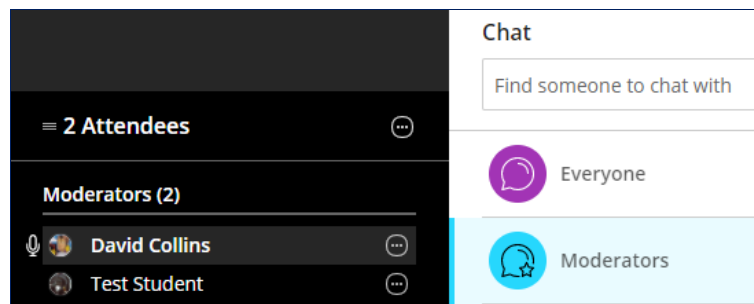 2 Attendees
Moderators (2)
David Collins
Test Student
Chat
Find someone to chat with
Everyone
Moderators